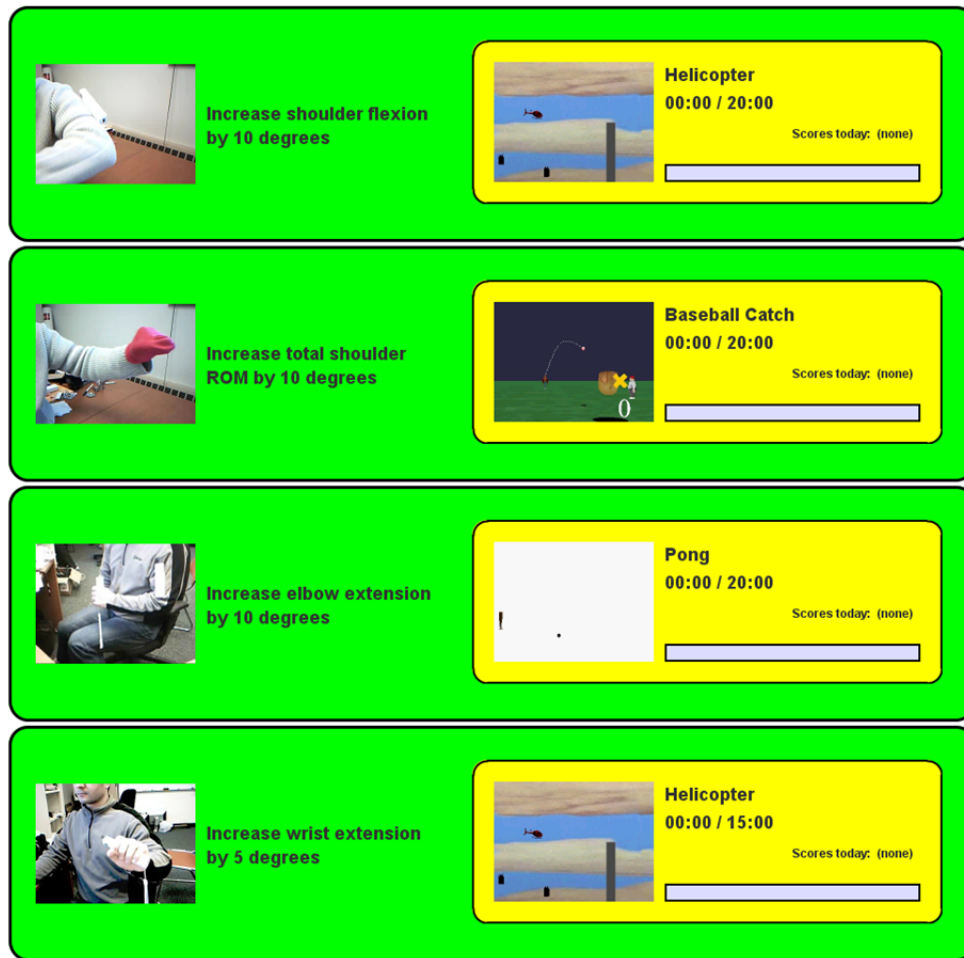 Increase shoulder flexion
by 10 degrees
Helicopter
00:00 / 20:00
Scores today: (none)
Increase total shoulder
ROM by 10 degrees
Baseball Catch
00:00 / 20:00
Scores today: (none)
0
Increase elbow extension
by 10 degrees
Pong
00:00 / 20:00
Scores today: (none)
Increase wrist extension
by 5 degrees
Helicopter
00:00 / 15:00
Scores today: (none)